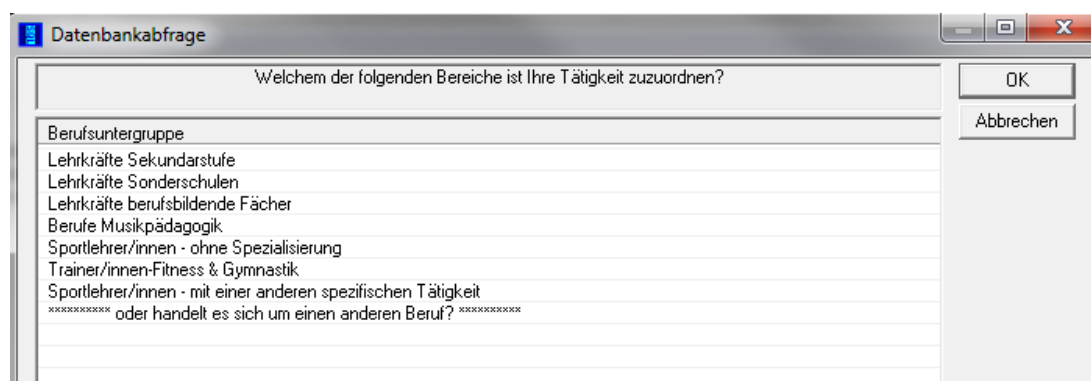 Datenbankabfrage
Welchem der folgenden Bereiche ist Ihre Tätigkeit zuzuordnen?
OK
Abbrechen
Berufsuntergruppe
Lehrkräfte Sekundarstufe
Lehrkräfte Sonderschulen
Lehrkräfte berufsbildende Fächer
Berufe Musikpädagogik
Sportlehrer/innen - ohne Spezialisierung
Trainer/innen-Fitness & Gymnastik
Sportlehrer/innen - mit einer anderen spezifischen Tätigkeit
********** oder handelt es sich um einen anderen Beruf? **********